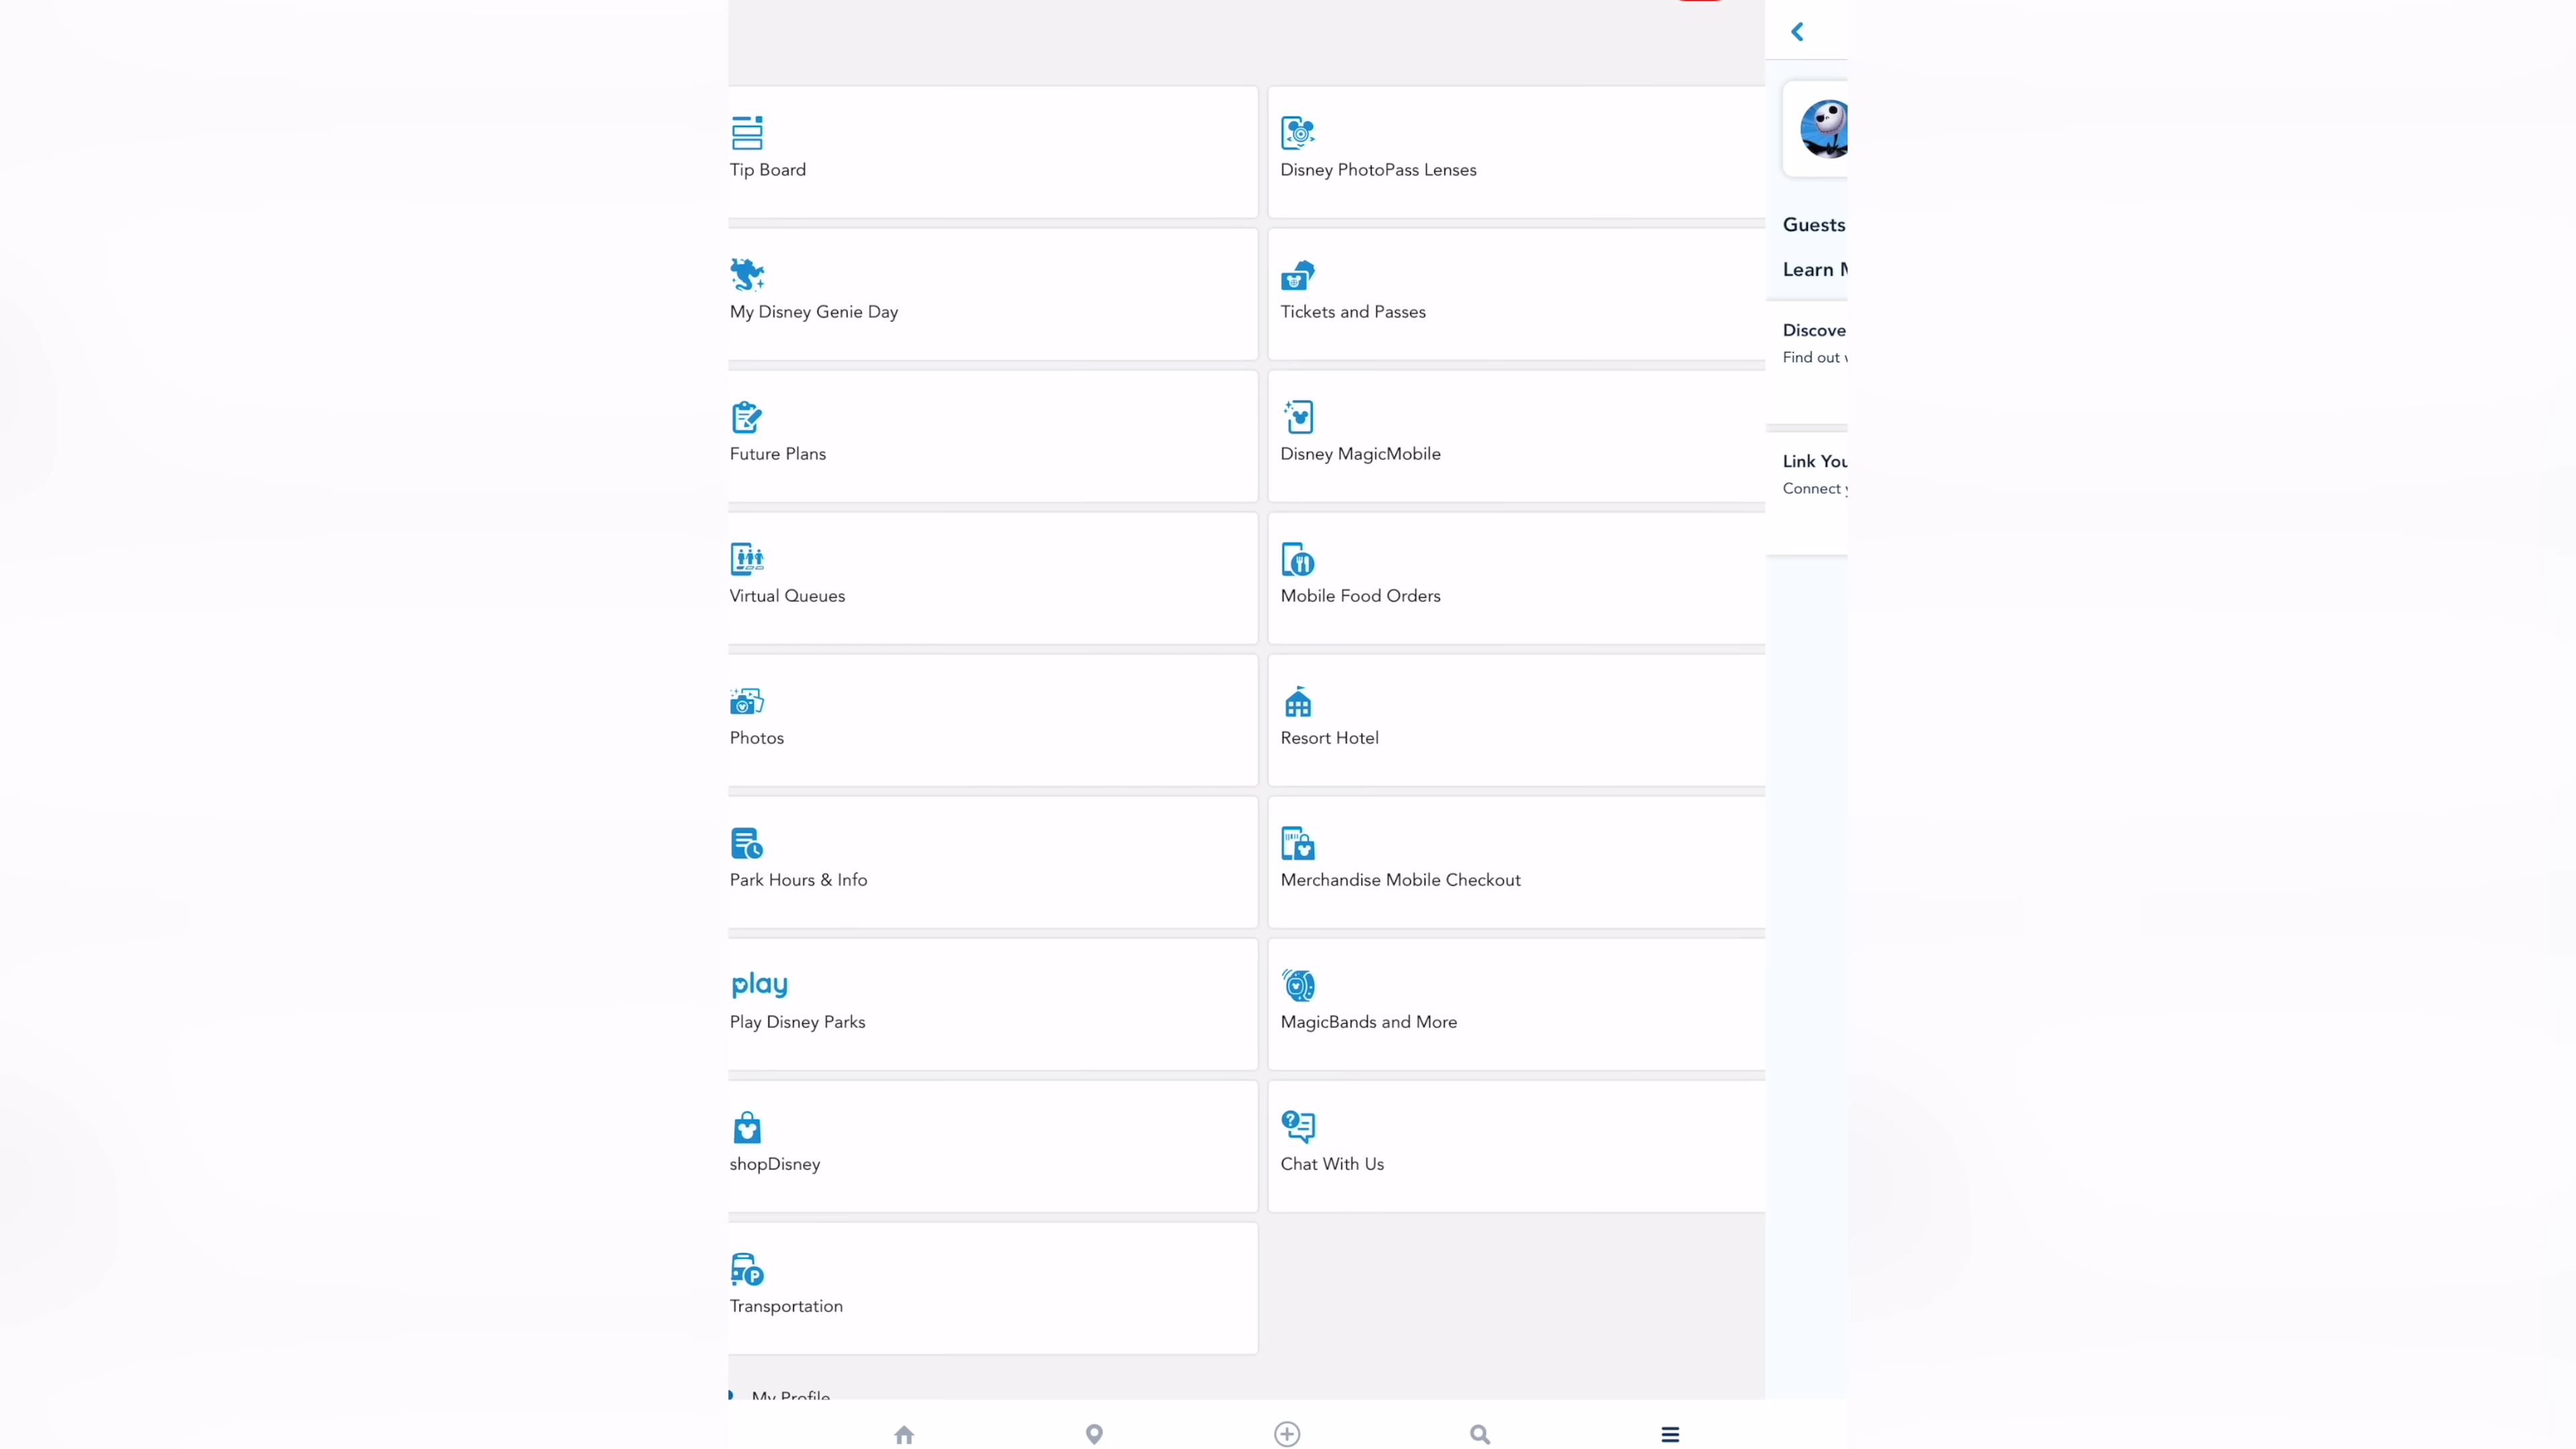 Tip Board
Disney PhotoPass Lenses
My Disney Genie Day
Tickets and Passes
Future Plans
Disney MagicMobile
Virtual Queues
Mobile Food Orders
Photos
Resort Hotel
Park Hours & Info
Merchandise Mobile Checkout
play
Play Disney Parks
MagicBands and More
shopDisney
Chat With Us
P
Transportation
My Profile
Guests
Learn
Discove
Find out
Link You
Connect